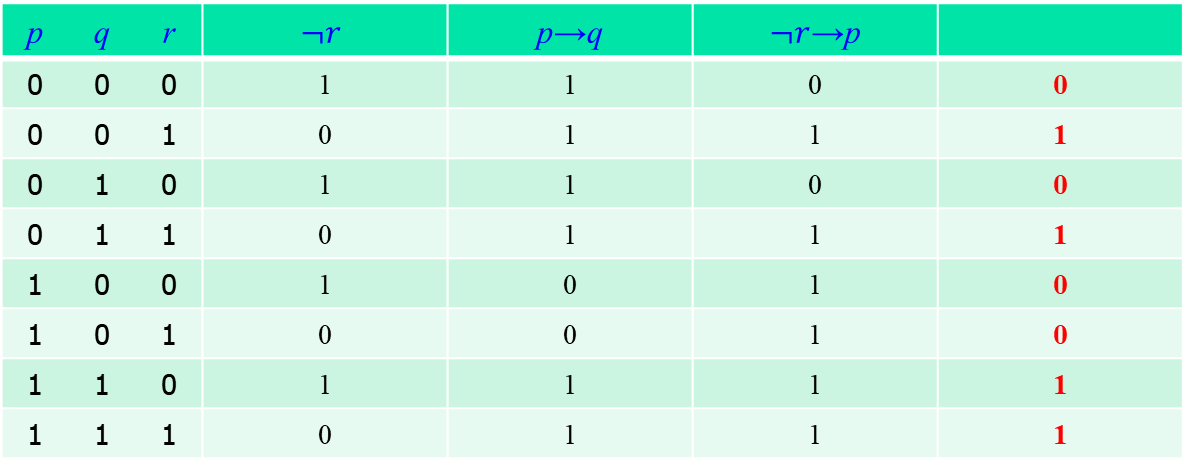 p q r ¬r p→q ¬r→p
0 0 0 1 1 0 0
0 0 1 0 1 1 1
0 1 0 1 1 0 0
0 1 1 0 1 1 1
1 0 0 1 0 1 0
1 0 1 0 0 1 0
1 1 0 1 1 1 1
1 1 1 0 1 1 1